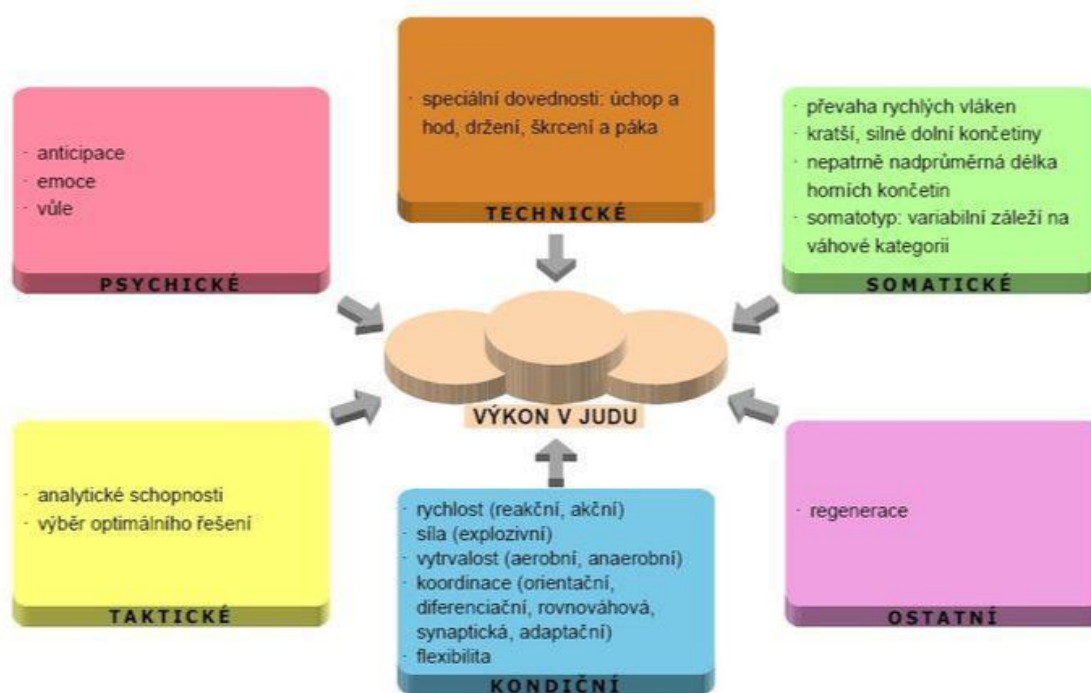 · speciální dovednosti: úchop a
hod, držení, škrcení a páka
TECHNICKÉ
· anticipace
· emoce
· vůle
PSYCHICKÉ
· převaha rychlých vláken
· kratší, silné dolní končetiny
· nepatrně nadprůměrná délka
horních končetin
· somatotyp: variabilní záleží na
váhové kategorii
SOMATICKÉ
VÝKON V JUDU
· analytické schopnosti
· výběr optimálního řešení
TAKTICKÉ
· rychlost (reakční, akční)
· síla (explozivní)
· vytrvalost (aerobní, anaerobní)
· koordinace (orientační,
diferenciační, rovnováhová,
synaptická, adaptační)
· flexibilita
KONDIČNÍ
· regenerace
OSTATNÍ